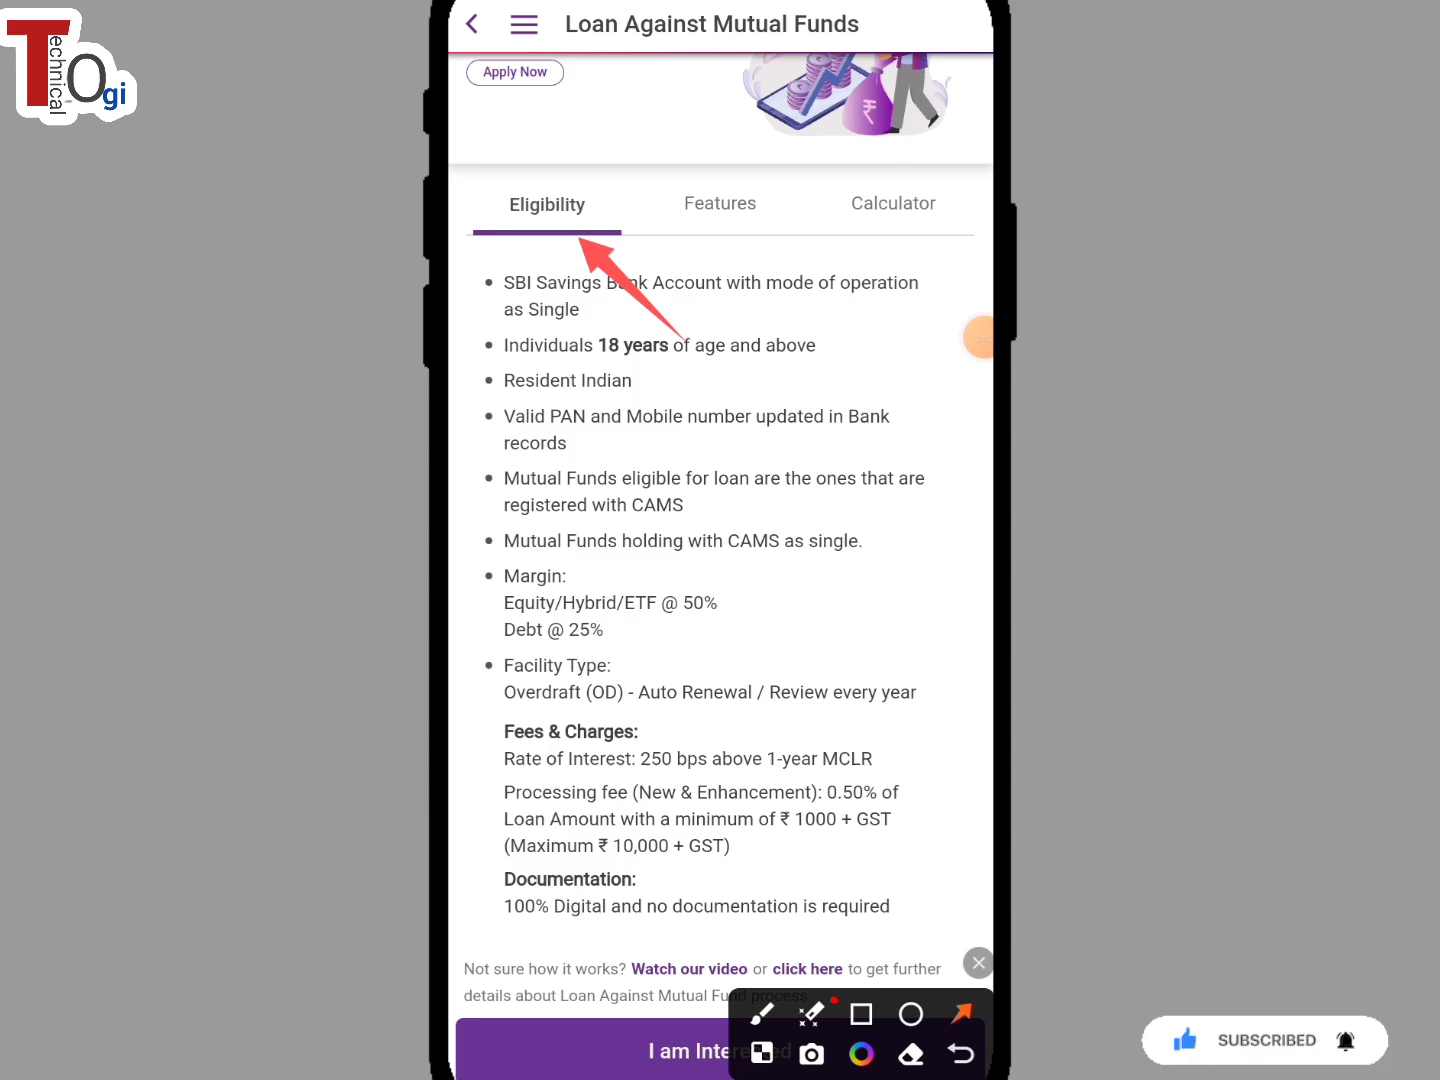 Technical
Ogi
Loan Against Mutual Funds
Apply Now
₹
Eligibility
Features
Calculator
SBI Savings Bank Account with mode of operation
as Single
Individuals 18 years of age and above
Resident Indian
Valid PAN and Mobile number updated in Bank
records
Mutual Funds eligible for loan are the ones that are
registered with CAMS
Mutual Funds holding with CAMS as single.
Margin:
Equity/Hybrid/ETF @ 50%
Debt @ 25%
Facility Type:
Overdraft (OD) - Auto Renewal / Review every year
Fees & Charges:
Rate of Interest: 250 bps above 1-year MCLR
Processing fee (New & Enhancement): 0.50% of
Loan Amount with a minimum of ₹ 1000 + GST
(Maximum ₹ 10,000 + GST)
Documentation:
100% Digital and no documentation is required
Not sure how it works? Watch our video or click here to get further
details about Loan Against Mutual Fund process
I am Interested
SUBSCRIBED